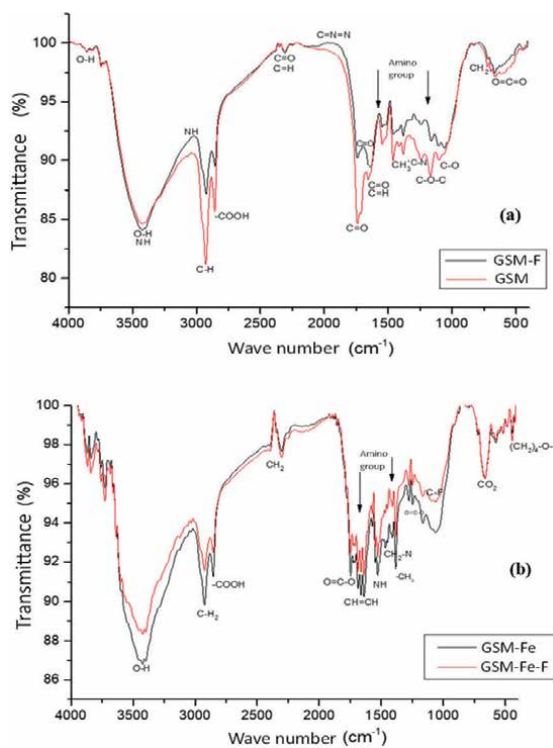 100
95
90
85
80
Transmittance (%)
O-H
C=O
C=H
C=N=N
Amino
group
CH₂
O=C=O
NH
C=O
CH₃
C-N
C-O
C-O-C
C=O
C=H
-COOH
O-H
NH
C-H
C=O
(a)
GSM-F
GSM
4000 3500 3000 2500 2000 1500 1000 500
Wave number (cm⁻¹)
100
98
96
94
92
90
88
86
Transmittance (%)
CH₂
Amino
group
(CH₂)₄-O-
CO₂
C-F
CH₂-N
-COOH
O=C-O
NH
C-H₂
CH=CH
O-H
(b)
GSM-Fe
GSM-Fe-F
4000 3500 3000 2500 2000 1500 1000 500
Wave number (cm⁻¹)